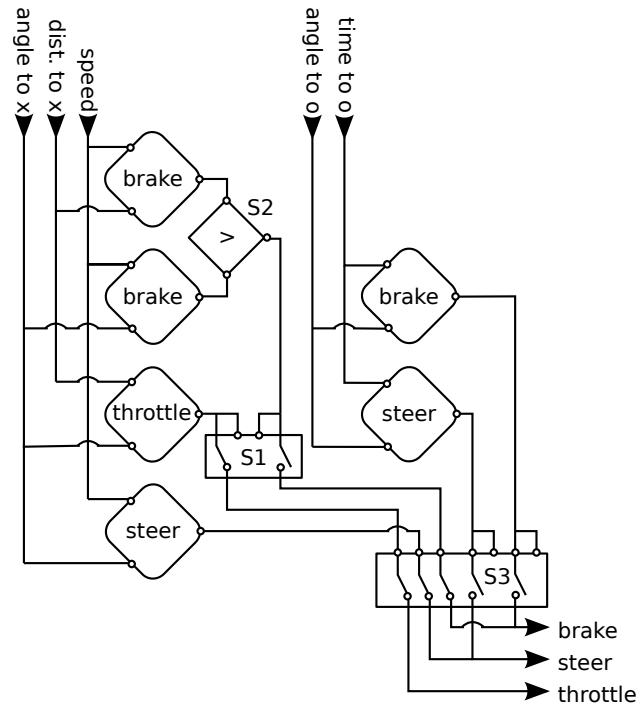 angle to x
dist. to x
speed
angle to o
time to o
brake
S2
>
brake
brake
throttle
steer
S1
steer
S3
brake
steer
throttle